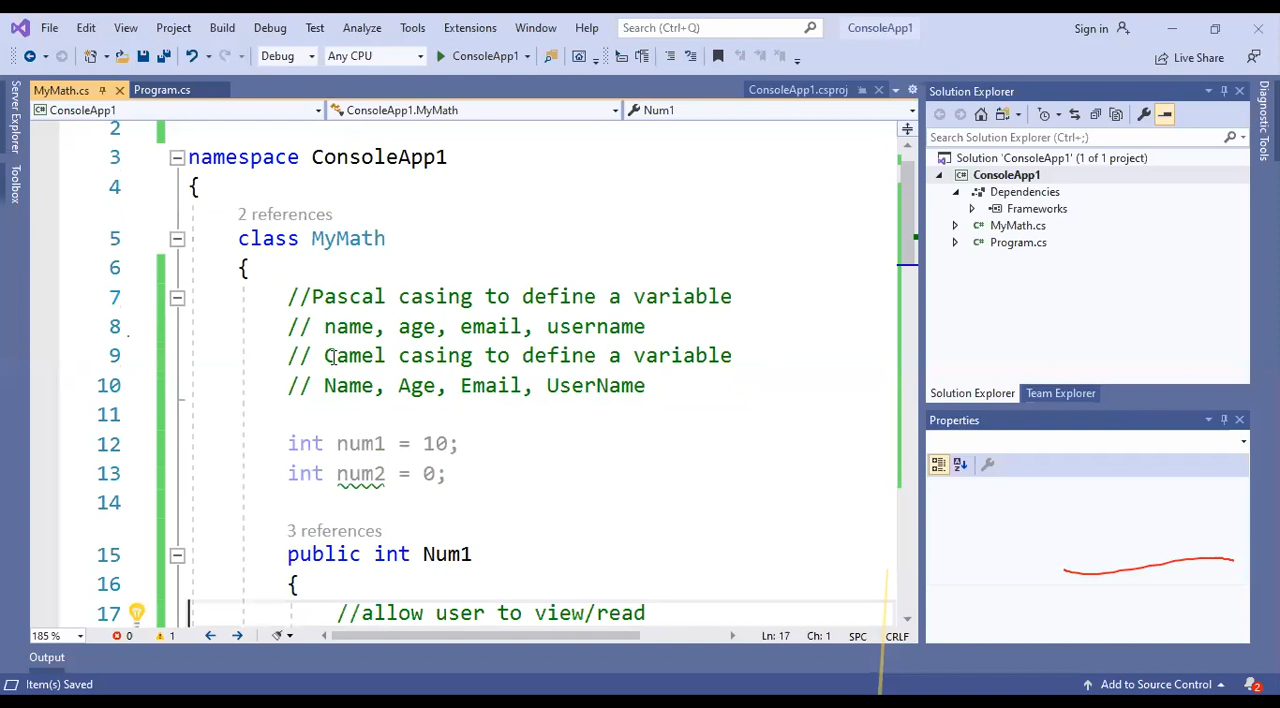 File Edit View Project Build Debug Test Analyze Tools Extensions Window Help Search (Ctrl+Q) ConsoleApp1 Sign in
Debug Any CPU ConsoleApp1 Live Share
MyMath.cs Program.cs ConsoleApp1.csproj
ConsoleApp1 ConsoleApp1.MyMath Num1
Server Explorer
Toolbox
2
3 namespace ConsoleApp1
4 {
2 references
5 class MyMath
6 {
7 //Pascal casing to define a variable
8 // name, age, email, username
9 // Camel casing to define a variable
10 // Name, Age, Email, UserName
11
12 int num1 = 10;
13 int num2 = 0;
14
3 references
15 public int Num1
16 {
17 //allow user to view/read
185 % 0 1 Ln: 17 Ch: 1 SPC CRLF
Solution Explorer
Search Solution Explorer (Ctrl+;)
Solution 'ConsoleApp1' (1 of 1 project)
ConsoleApp1
Dependencies
Frameworks
MyMath.cs
Program.cs
Solution Explorer Team Explorer
Properties
Diagnostic Tools
Output
Item(s) Saved Add to Source Control 2